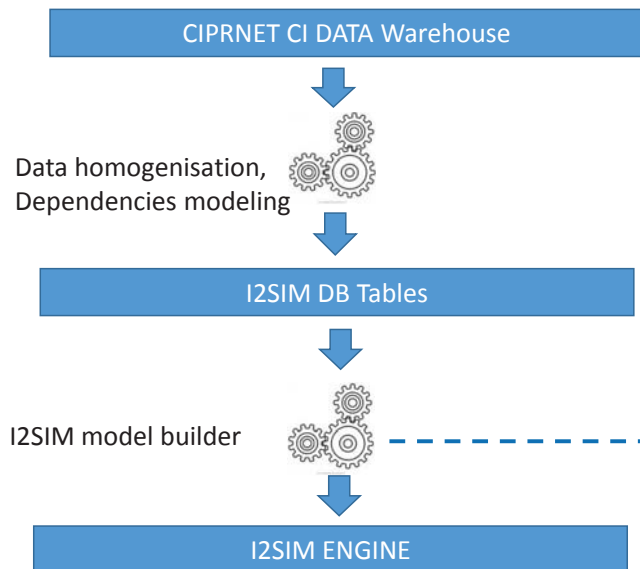 CIPRNET CI DATA Warehouse
Data homogenisation,
Dependencies modeling
I2SIM DB Tables
I2SIM model builder
I2SIM ENGINE